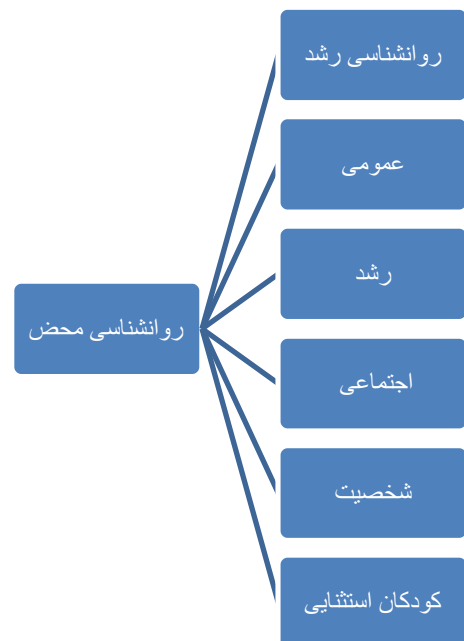 روانشناسی رشد
عمومی
رشد
روانشناسی محض
اجتماعی
شخصیت
کودکان استثنایی